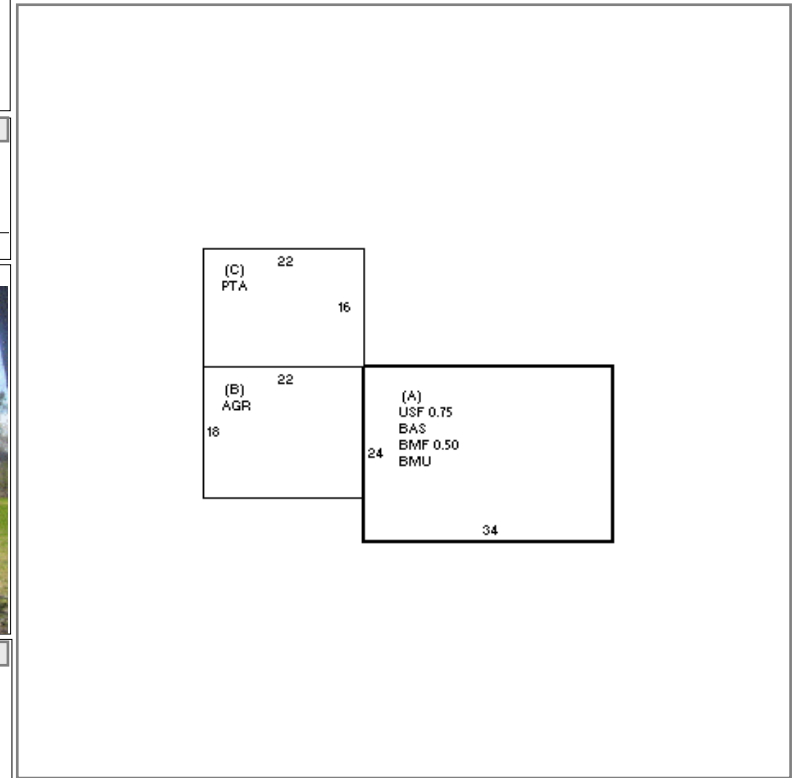 22
(C)
PTA
16
22
(B)
AGR
18
(A)
USF 0.75
BAS
BMF 0.50
BMU
24
34